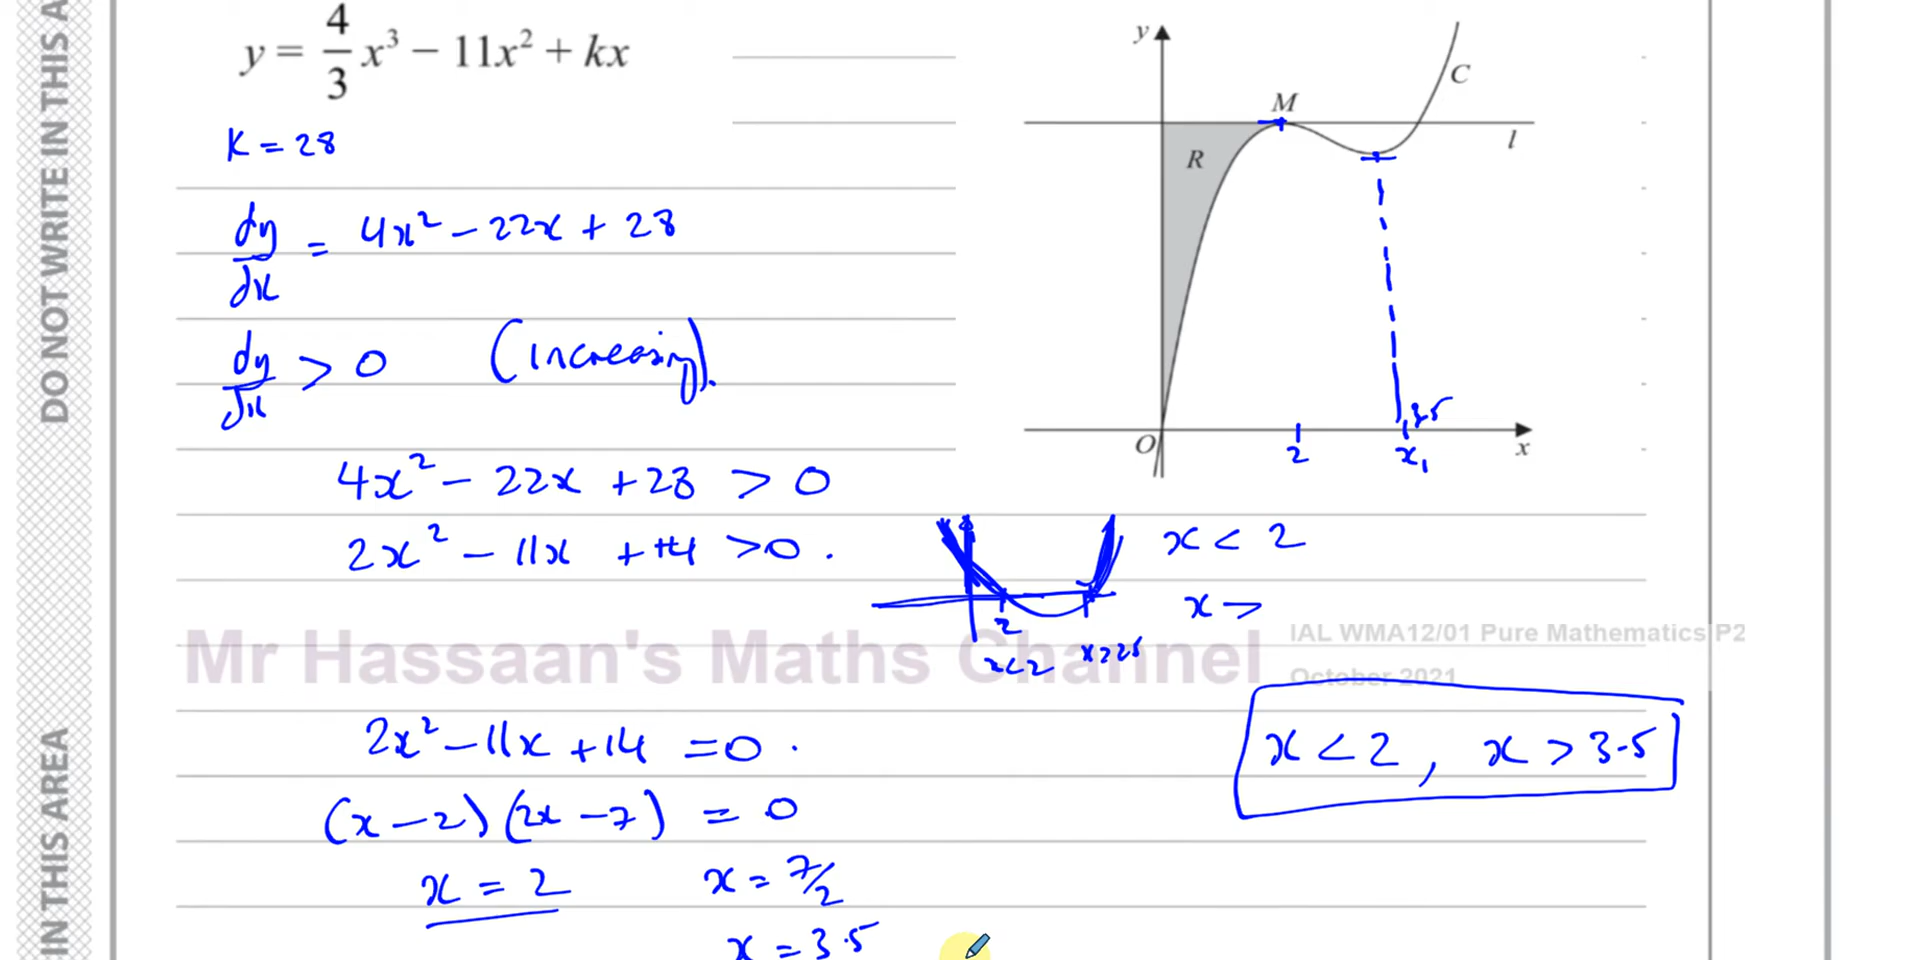 DO NOT WRITE IN THIS A
IN THIS AREA
y = 4/3 x³ − 11x² + kx
K = 28
dy/dx = 4x² − 22x + 28
dy/dx > 0 (increasing).
4x² − 22x + 28 > 0
2x² − 11x + 14 > 0 .
y
C
M
l
R
3.5
O
2
x₁
x
x < 2
x >
2
x<2
Mr Hassaan's Maths Channel
IAL WMA12/01 Pure Mathematics P2
October 2021
2x² − 11x + 14 = 0 .
x < 2 , x > 3.5
(x − 2)(2x − 7) = 0
x = 2 x = 7/2
x = 3.5